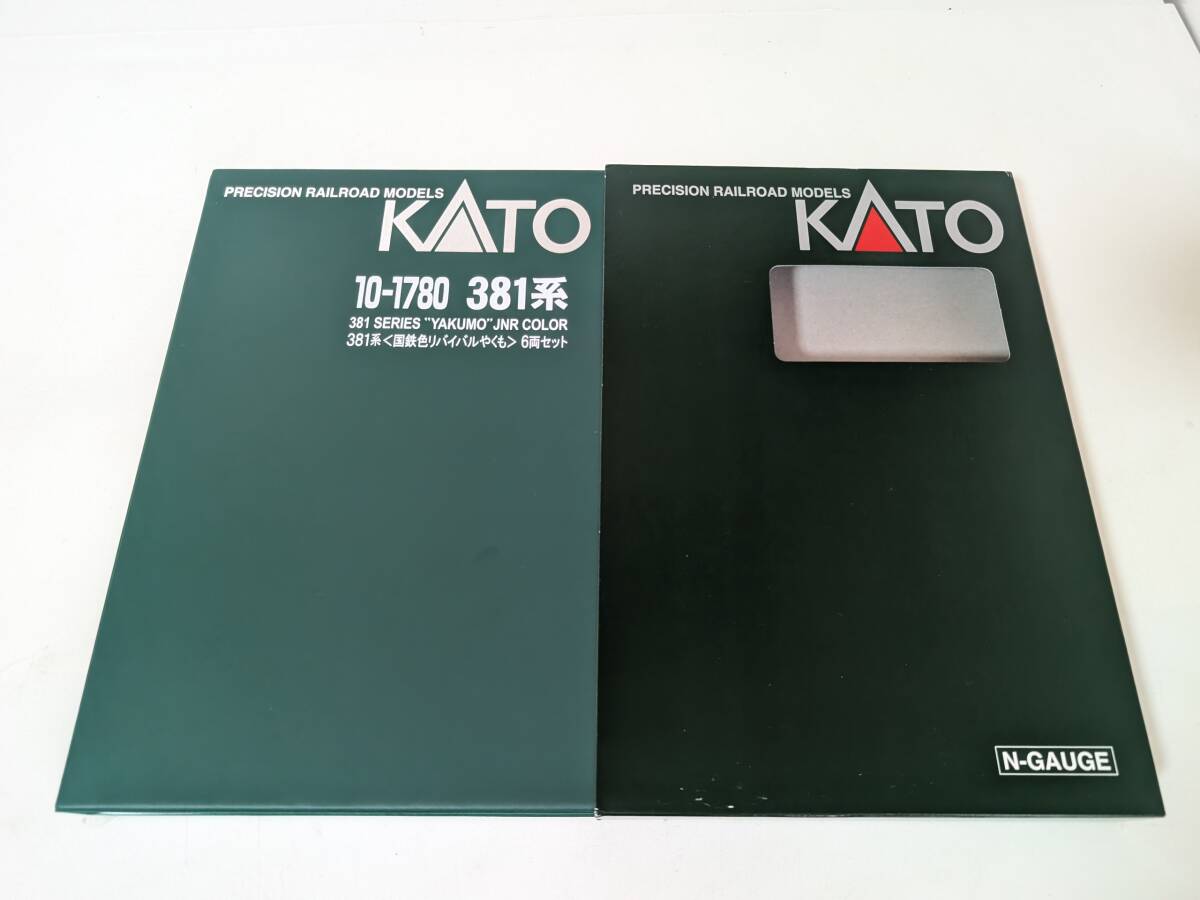 PRECISION RAILROAD MODELS
KATO
10-1780 381系
381 SERIES "YAKUMO" JNR COLOR
381系<国鉄色リバイバルやくも> 6両セット
PRECISION RAILROAD MODELS
KATO
N-GAUGE